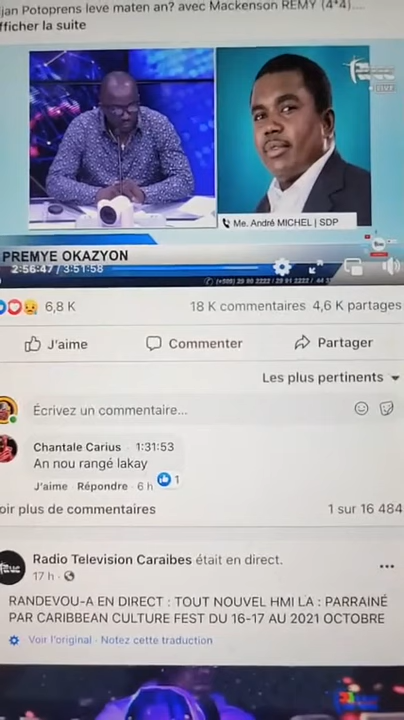 jan Potoprens leve maten an? avec Mackenson REMY (4*4)....
fficher la suite
LIVE
Me. André MICHEL | SDP
PREMYE OKAZYON
2:56:47 / 3:51:58
6,8 K
18 K commentaires 4,6 K partages
J'aime
Commenter
Partager
Les plus pertinents
Écrivez un commentaire...
Chantale Carius · 1:31:53
An nou rangé lakay
J'aime · Répondre · 6 h
1
oir plus de commentaires
1 sur 16 484
Radio Television Caraibes était en direct.
17 h ·
RANDEVOU-A EN DIRECT : TOUT NOUVEL HMI LA : PARRAINÉ
PAR CARIBBEAN CULTURE FEST DU 16-17 AU 2021 OCTOBRE
Voir l'original · Notez cette traduction